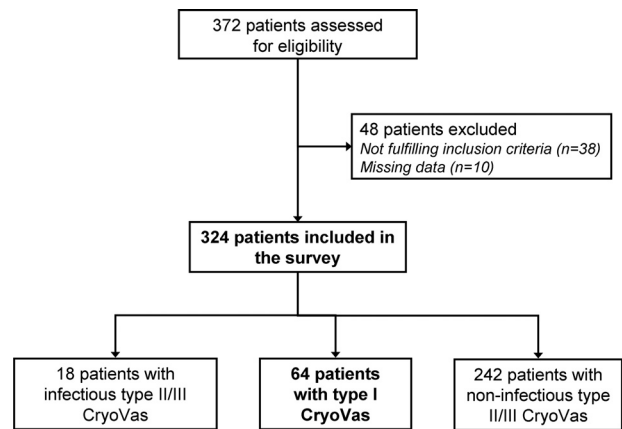 372 patients assessed
for eligibility
48 patients excluded
Not fulfilling inclusion criteria (n=38)
Missing data (n=10)
324 patients included in
the survey
18 patients with
infectious type II/III
CryoVas
64 patients
with type I
CryoVas
242 patients with
non-infectious type
II/III CryoVas